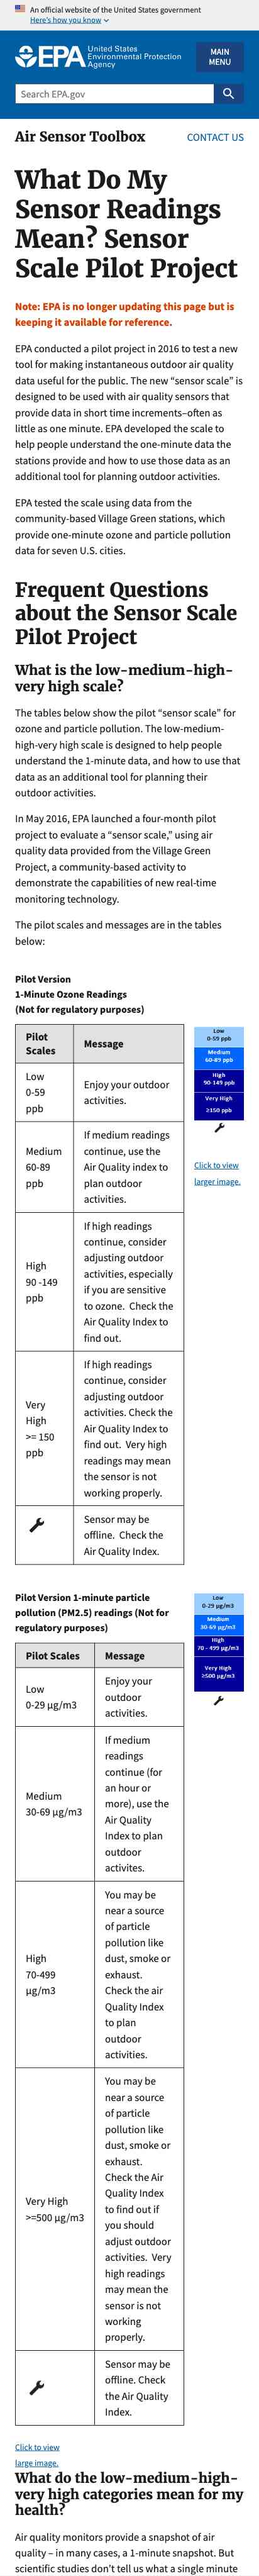 An official website of the United States government
Here's how you know
EPA United States
Environmental Protection
Agency
MAIN
MENU
Search EPA.gov
Air Sensor Toolbox
CONTACT US
What Do My
Sensor Readings
Mean? Sensor
Scale Pilot Project
Note: EPA is no longer updating this page but is
keeping it available for reference.
EPA conducted a pilot project in 2016 to test a new
tool for making instantaneous outdoor air quality
data useful for the public. The new “sensor scale” is
designed to be used with air quality sensors that
provide data in short time increments–often as
little as one minute. EPA developed the scale to
help people understand the one-minute data the
stations provide and how to use those data as an
additional tool for planning outdoor activities.
EPA tested the scale using data from the
community-based Village Green stations, which
provide one-minute ozone and particle pollution
data for seven U.S. cities.
Frequent Questions
about the Sensor Scale
Pilot Project
What is the low-medium-high-
very high scale?
The tables below show the pilot “sensor scale” for
ozone and particle pollution. The low-medium-
high-very high scale is designed to help people
understand the 1-minute data, and how to use that
data as an additional tool for planning their
outdoor activities.
In May 2016, EPA launched a four-month pilot
project to evaluate a “sensor scale,” using air
quality data provided from the Village Green
Project, a community-based activity to
demonstrate the capabilities of new real-time
monitoring technology.
The pilot scales and messages are in the tables
below:
Pilot Version
1-Minute Ozone Readings
(Not for regulatory purposes)
Pilot
Scales
Message
Low
0-59
ppb
Enjoy your outdoor
activities.
Medium
60-89
ppb
If medium readings
continue, use the
Air Quality index to
plan outdoor
activities.
High
90 -149
ppb
If high readings
continue, consider
adjusting outdoor
activities, especially
if you are sensitive
to ozone. Check the
Air Quality Index to
find out.
Very
High
>= 150
ppb
If high readings
continue, consider
adjusting outdoor
activities. Check the
Air Quality Index to
find out. Very high
readings may mean
the sensor is not
working properly.
Sensor may be
offline. Check the
Air Quality Index.
Low
0-59 ppb
Medium
60-89 ppb
High
90-149 ppb
Very High
≥150 ppb
Click to view
larger image.
Pilot Version 1-minute particle
pollution (PM2.5) readings (Not for
regulatory purposes)
Pilot Scales
Message
Low
0-29 µg/m3
Enjoy your
outdoor
activities.
Medium
30-69 µg/m3
If medium
readings
continue (for
an hour or
more), use the
Air Quality
Index to plan
outdoor
activites.
High
70-499
µg/m3
You may be
near a source
of particle
pollution like
dust, smoke or
exhaust.
Check the air
Quality Index
to plan
outdoor
activities.
Very High
>=500 µg/m3
You may be
near a source
of particle
pollution like
dust, smoke or
exhaust.
Check the Air
Quality Index
to find out if
you should
adjust outdoor
activities. Very
high readings
may mean the
sensor is not
working
properly.
Sensor may be
offline. Check
the Air Quality
Index.
Low
0-29 µg/m3
Medium
30-69 µg/m3
High
70 - 499 µg/m3
Very High
≥500 µg/m3
Click to view
large image.
What do the low-medium-high-
very high categories mean for my
health?
Air quality monitors provide a snapshot of air
quality – in many cases, a 1-minute snapshot. But
scientific studies don't tell us what a single minute